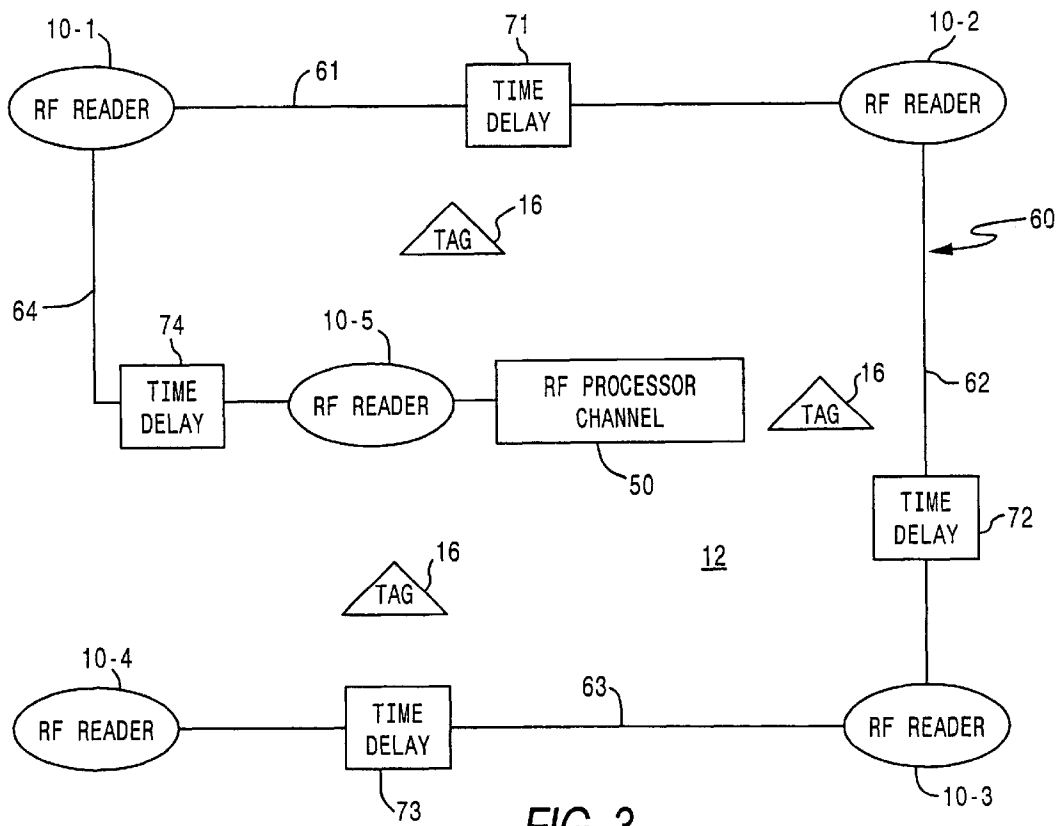 10-1
71
10-2
61
RF READER
TIME
DELAY
RF READER
16
TAG
60
64
74
10-5
TIME
DELAY
RF READER
RF PROCESSOR
CHANNEL
16
TAG
62
50
TIME
DELAY
72
16
TAG
12
10-4
63
RF READER
TIME
DELAY
RF READER
73
10-3
FIG. 3